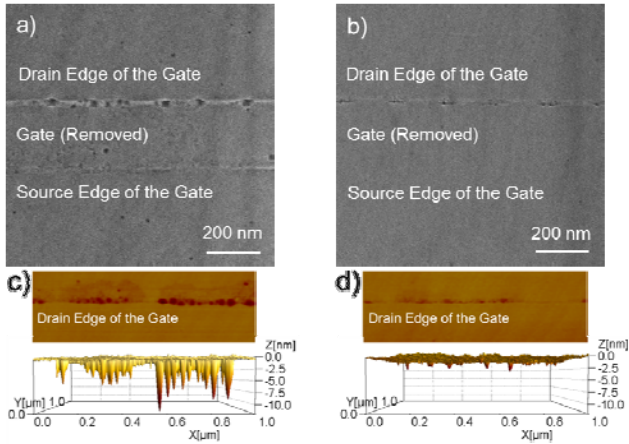 a)
Drain Edge of the Gate
Gate (Removed)
Source Edge of the Gate
200 nm
b)
Drain Edge of the Gate
Gate (Removed)
Source Edge of the Gate
200 nm
c)
Drain Edge of the Gate
Z[nm]
0.0
-2.5
-5.0
-7.5
-10.0
Y[µm] 1.0
0.0
0.0 0.2 0.4 0.6 0.8 1.0
X[µm]
d)
Drain Edge of the Gate
Z[nm]
0.0
-2.5
-5.0
-7.5
-10.0
Y[µm] 1.0
0.0
0.0 0.2 0.4 0.6 0.8 1.0
X[µm]